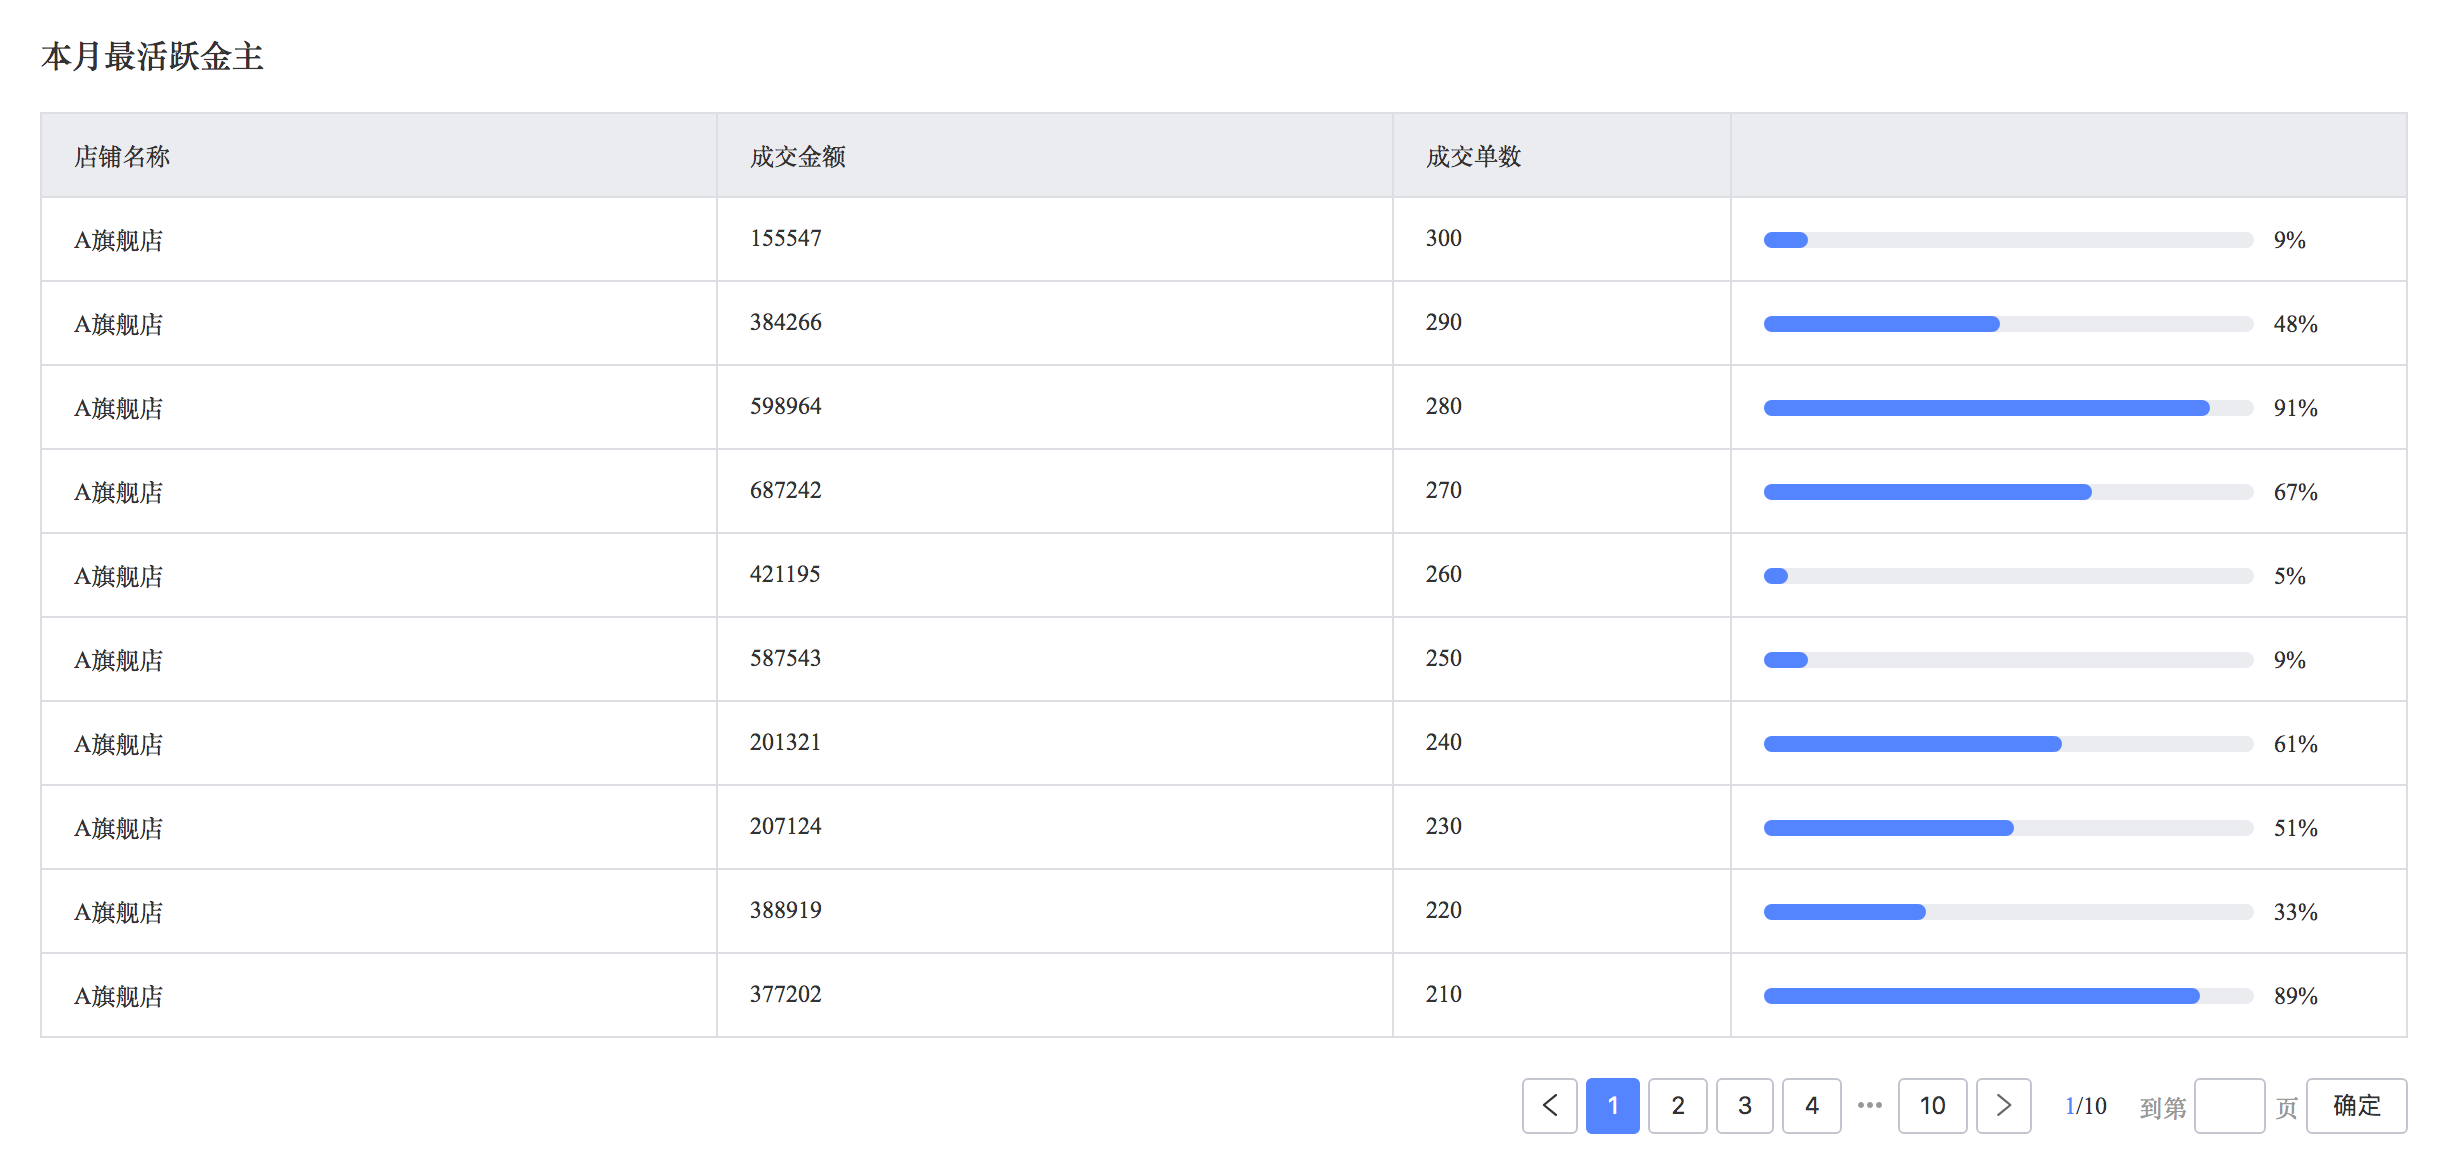 本月最活跃金主
店铺名称 成交金额 成交单数
A旗舰店 155547 300 9%
A旗舰店 384266 290 48%
A旗舰店 598964 280 91%
A旗舰店 687242 270 67%
A旗舰店 421195 260 5%
A旗舰店 587543 250 9%
A旗舰店 201321 240 61%
A旗舰店 207124 230 51%
A旗舰店 388919 220 33%
A旗舰店 377202 210 89%
1 2 3 4 ••• 10 1/10 到第 页 确定